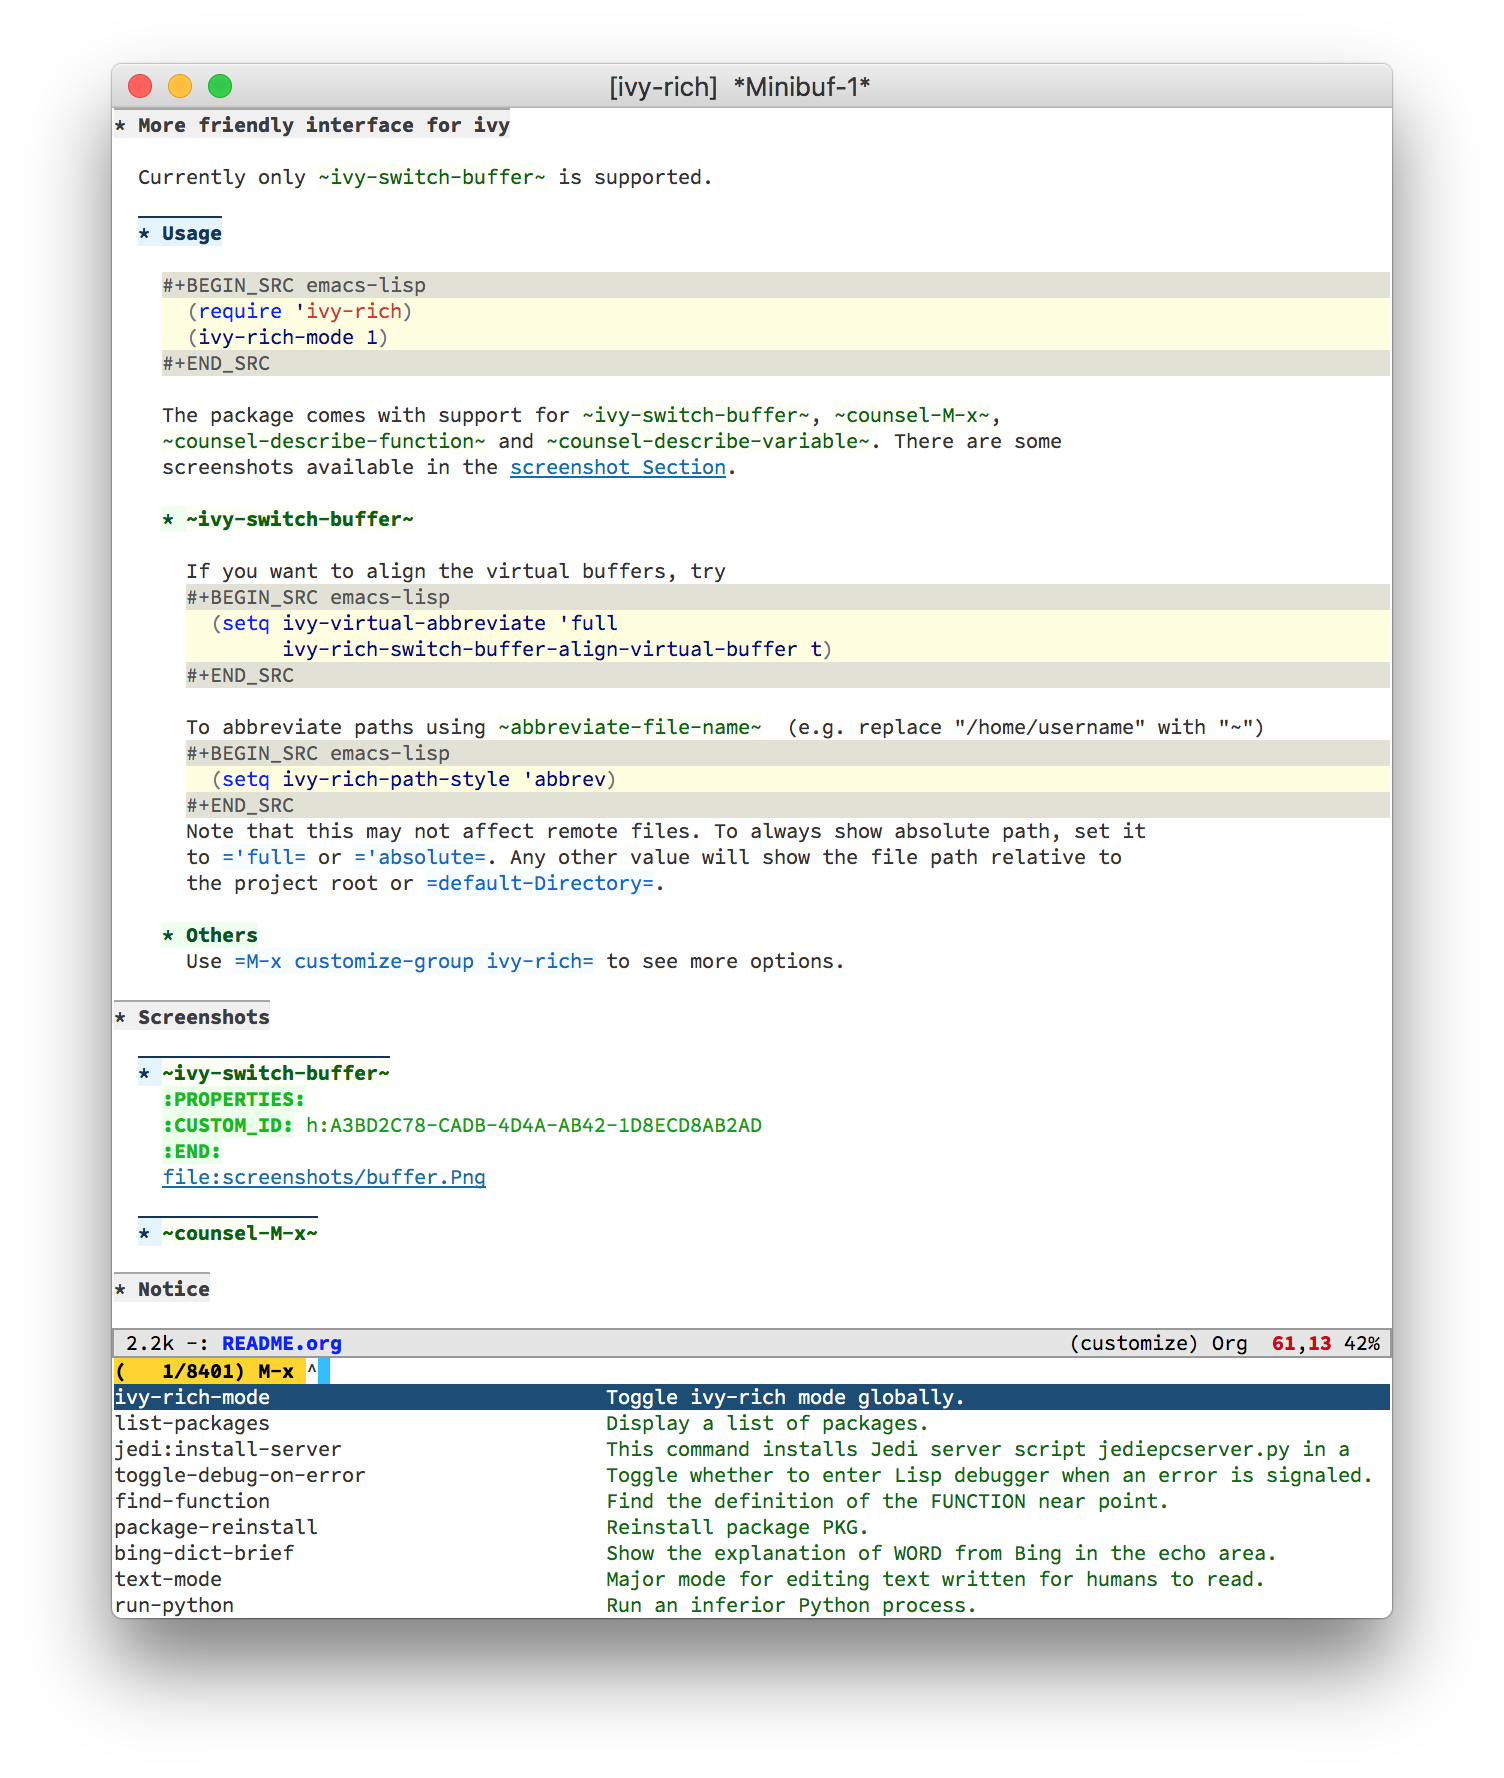 [ivy-rich]  *Minibuf-1*
* More friendly interface for ivy
Currently only ~ivy-switch-buffer~ is supported.
* Usage
#+BEGIN_SRC emacs-lisp
(require 'ivy-rich)
(ivy-rich-mode 1)
#+END_SRC
The package comes with support for ~ivy-switch-buffer~, ~counsel-M-x~,
~counsel-describe-function~ and ~counsel-describe-variable~. There are some
screenshots available in the screenshot Section.
* ~ivy-switch-buffer~
If you want to align the virtual buffers, try
#+BEGIN_SRC emacs-lisp
(setq ivy-virtual-abbreviate 'full
ivy-rich-switch-buffer-align-virtual-buffer t)
#+END_SRC
To abbreviate paths using ~abbreviate-file-name~  (e.g. replace "/home/username" with "~")
#+BEGIN_SRC emacs-lisp
(setq ivy-rich-path-style 'abbrev)
#+END_SRC
Note that this may not affect remote files. To always show absolute path, set it
to ='full= or ='absolute=. Any other value will show the file path relative to
the project root or =default-Directory=.
* Others
Use =M-x customize-group ivy-rich= to see more options.
* Screenshots
* ~ivy-switch-buffer~
:PROPERTIES:
:CUSTOM_ID: h:A3BD2C78-CADB-4D4A-AB42-1D8ECD8AB2AD
:END:
file:screenshots/buffer.Png
* ~counsel-M-x~
* Notice
2.2k -: README.org (customize) Org 61,13 42%
(   1/8401) M-x ^
ivy-rich-mode Toggle ivy-rich mode globally.
list-packages Display a list of packages.
jedi:install-server This command installs Jedi server script jediepcserver.py in a
toggle-debug-on-error Toggle whether to enter Lisp debugger when an error is signaled.
find-function Find the definition of the FUNCTION near point.
package-reinstall Reinstall package PKG.
bing-dict-brief Show the explanation of WORD from Bing in the echo area.
text-mode Major mode for editing text written for humans to read.
run-python Run an inferior Python process.